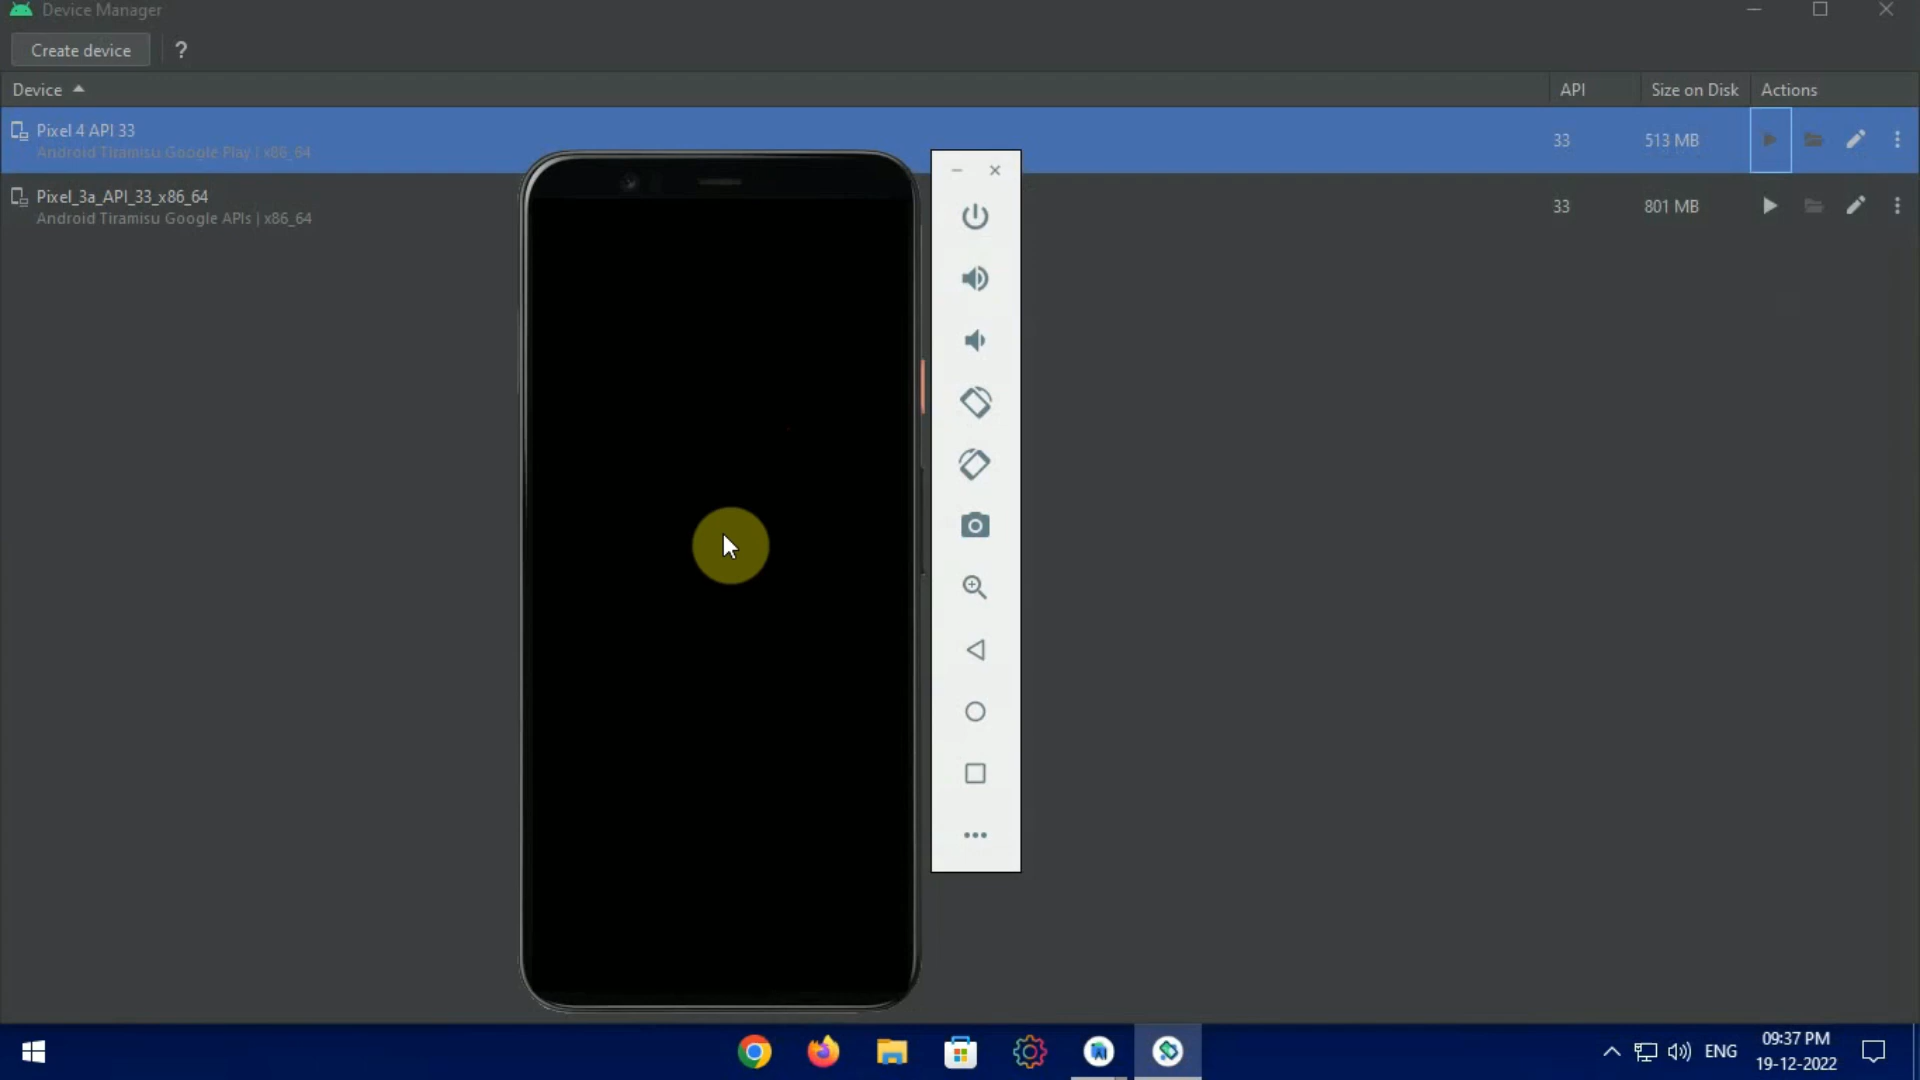 Device Manager
Create device ?
Device API Size on Disk Actions
Pixel 4 API 33 33 513 MB
Android Tiramisu Google Play | x86_64
Pixel_3a_API_33_x86_64 33 801 MB
Android Tiramisu Google APIs | x86_64
ENG
09:37 PM
19-12-2022